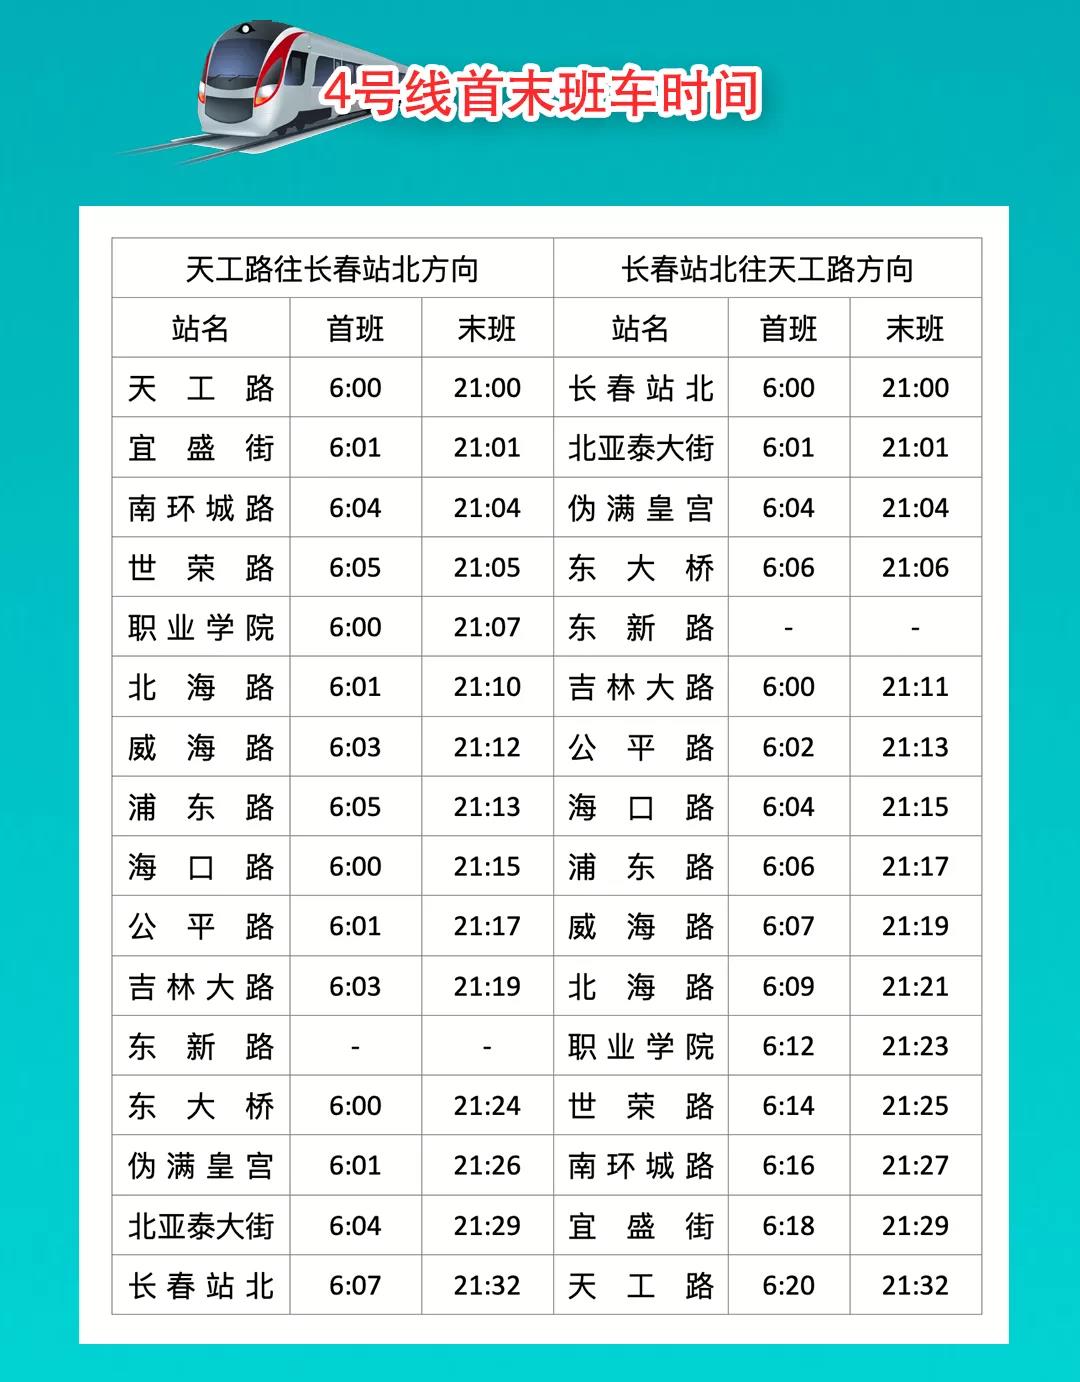 4号线首末班车时间
天工路往长春站北方向 长春站北往天工路方向
站名 首班 末班 站名 首班 末班
天工路 6:00 21:00 长春站北 6:00 21:00
宜盛街 6:01 21:01 北亚泰大街 6:01 21:01
南环城路 6:04 21:04 伪满皇宫 6:04 21:04
世荣路 6:05 21:05 东大桥 6:06 21:06
职业学院 6:00 21:07 东新路 - -
北海路 6:01 21:10 吉林大路 6:00 21:11
威海路 6:03 21:12 公平路 6:02 21:13
浦东路 6:05 21:13 海口路 6:04 21:15
海口路 6:00 21:15 浦东路 6:06 21:17
公平路 6:01 21:17 威海路 6:07 21:19
吉林大路 6:03 21:19 北海路 6:09 21:21
东新路 - - 职业学院 6:12 21:23
东大桥 6:00 21:24 世荣路 6:14 21:25
伪满皇宫 6:01 21:26 南环城路 6:16 21:27
北亚泰大街 6:04 21:29 宜盛街 6:18 21:29
长春站北 6:07 21:32 天工路 6:20 21:32